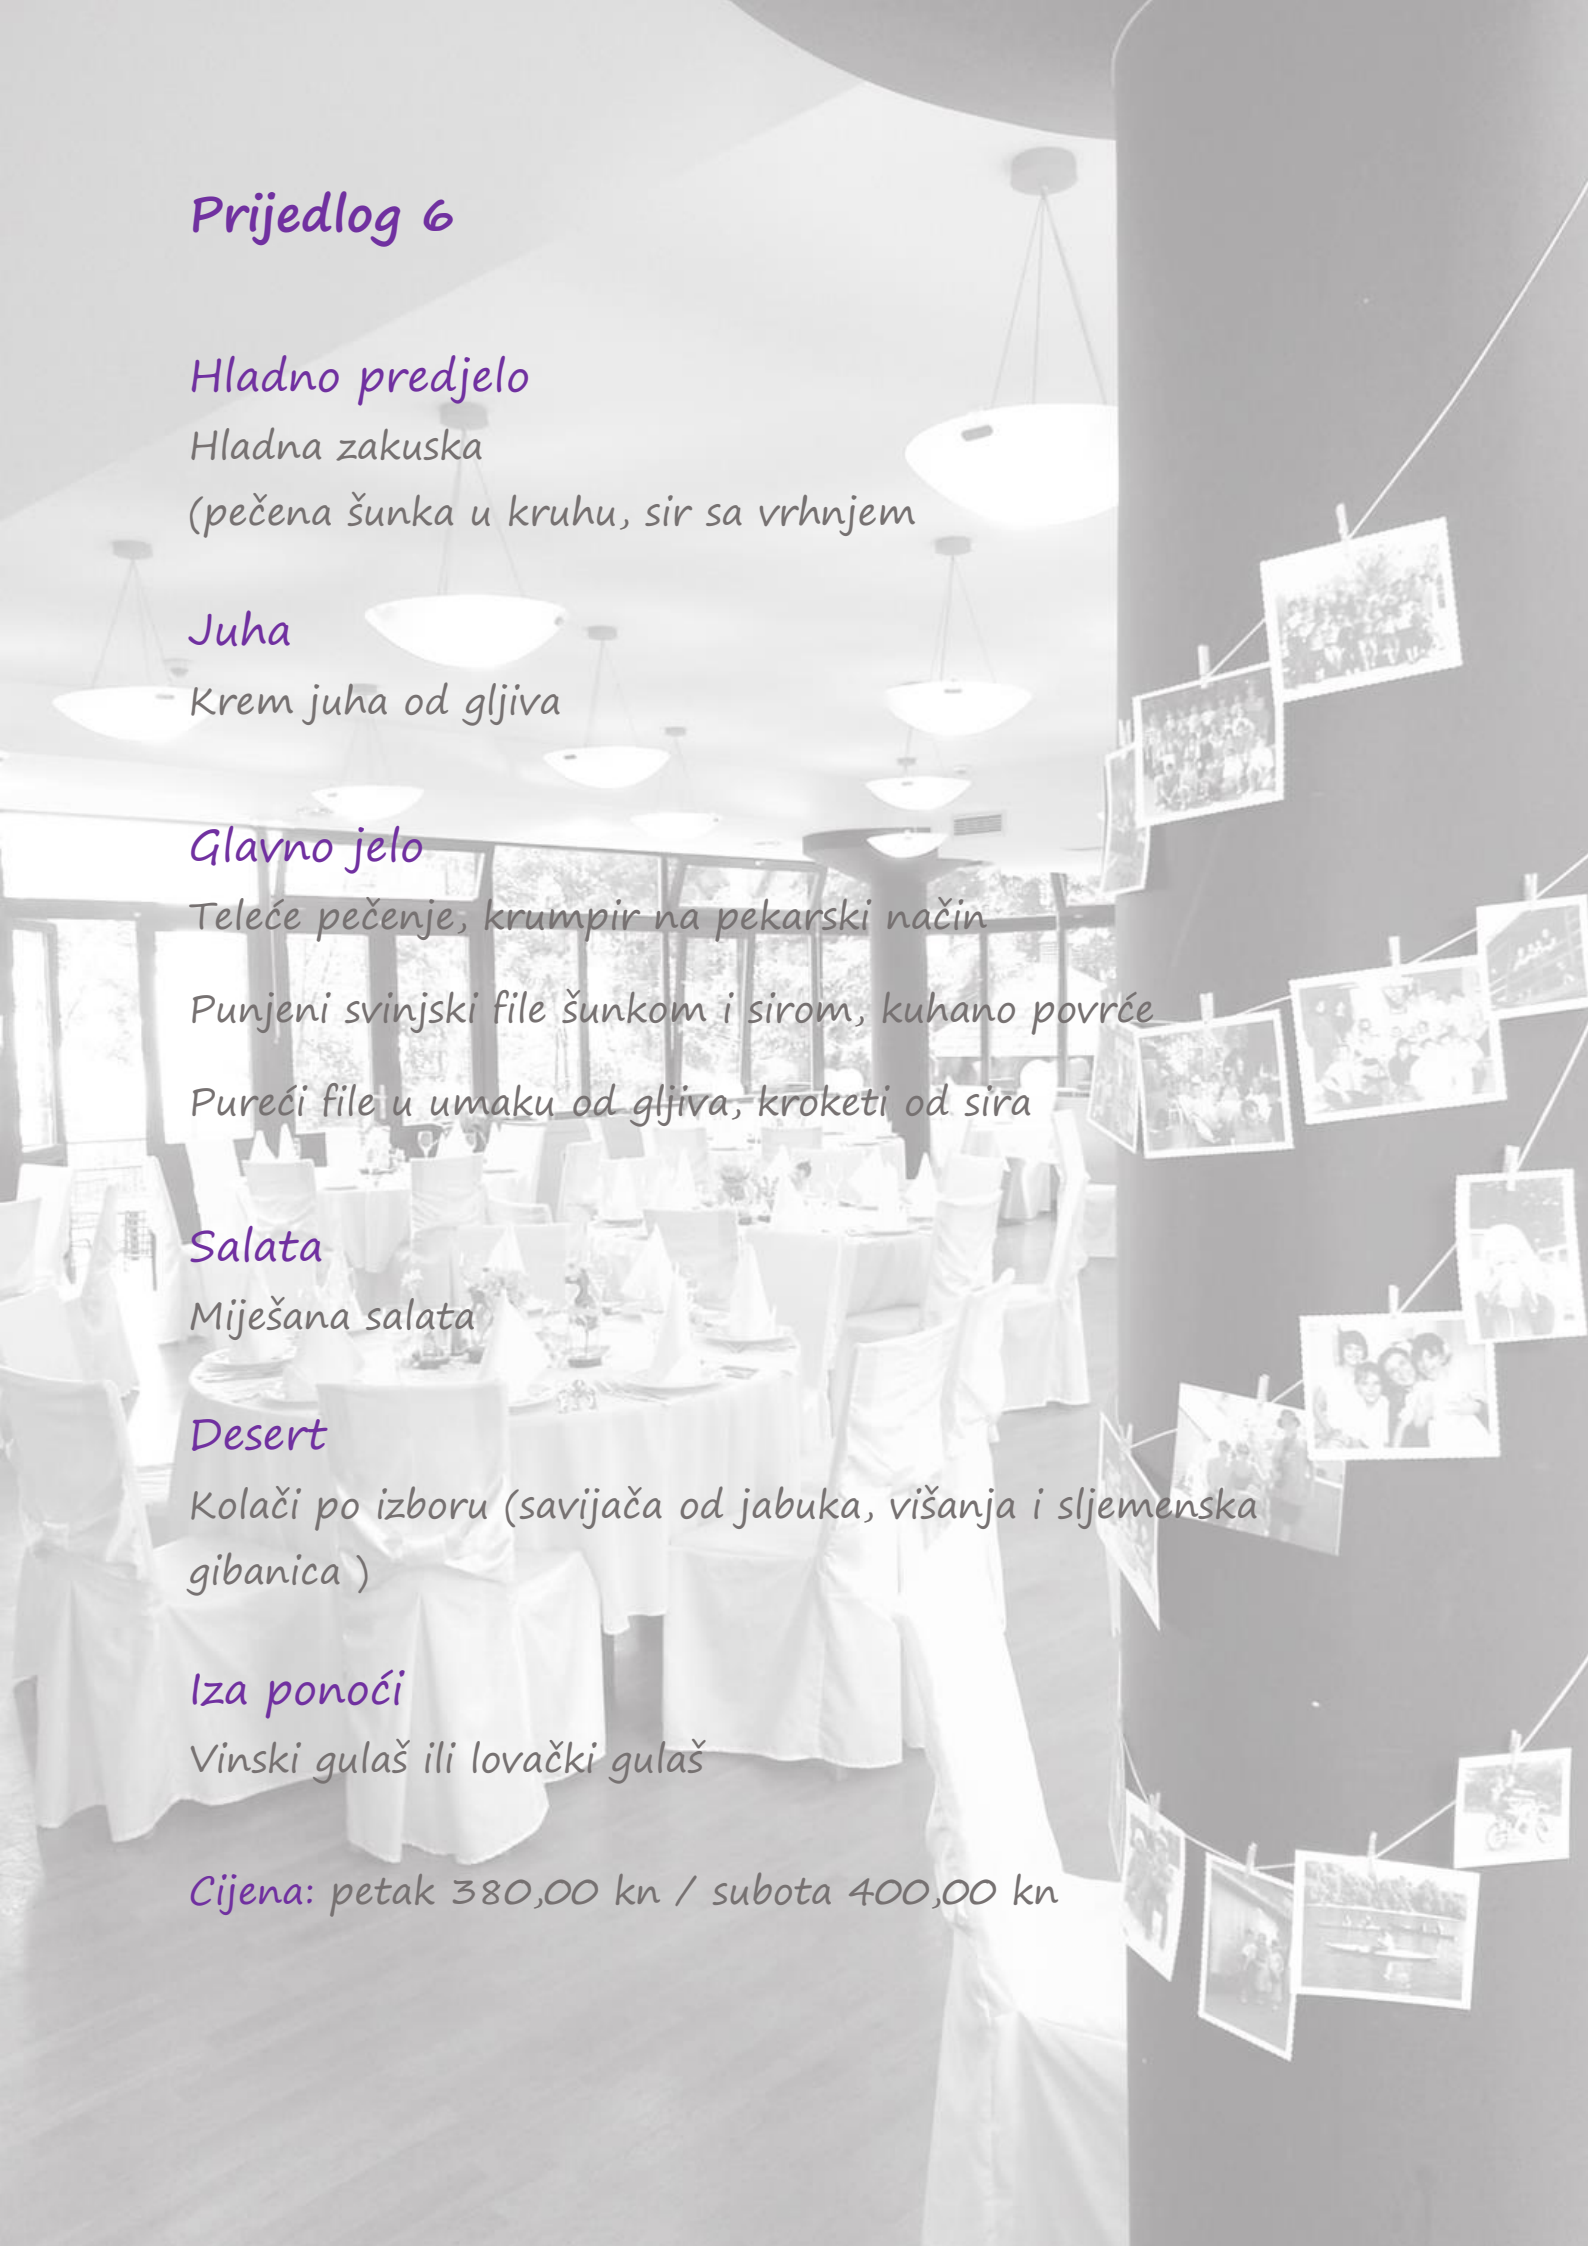 Prijedlog 6
Hladno predjelo
Hladna zakuska
(pečena šunka u kruhu, sir sa vrhnjem
Juha
Krem juha od gljiva
Glavno jelo
Teleće pečenje, krumpir na pekarski način
Punjeni svinjski file šunkom i sirom, kuhano povrće
Pureći file u umaku od gljiva, kroketi od sira
Salata
Miješana salata
Desert
Kolači po izboru (savijača od jabuka, višanja i sljemenska
gibanica )
Iza ponoći
Vinski gulaš ili lovački gulaš
Cijena: petak 380,00 kn / subota 400,00 kn